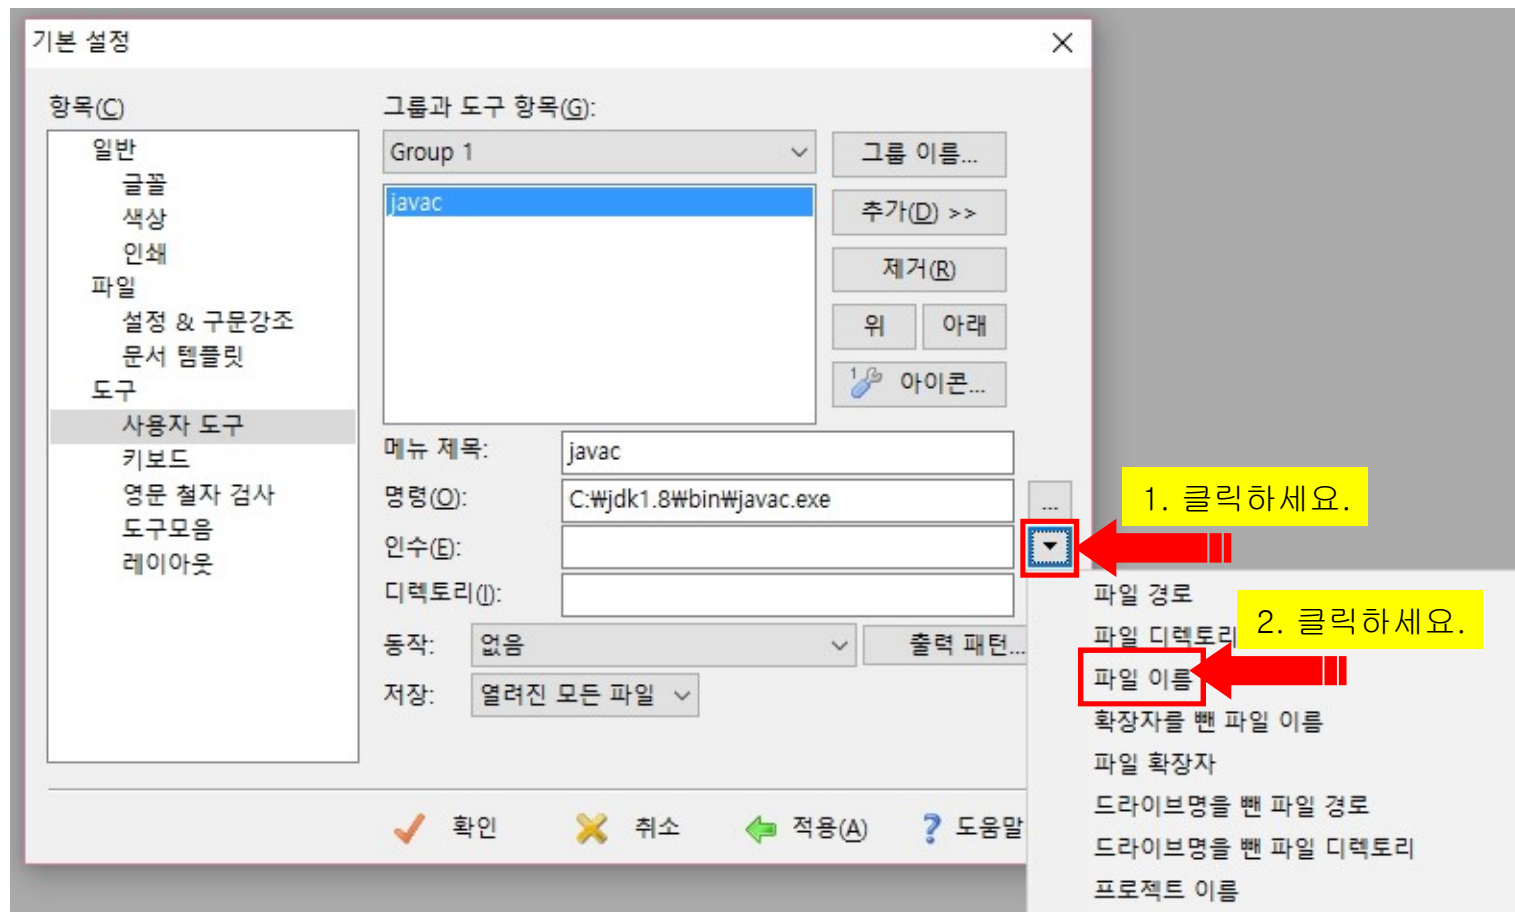 기본 설정
항목(C)
일반
글꼴
색상
인쇄
파일
설정 & 구문강조
문서 템플릿
도구
사용자 도구
키보드
영문 철자 검사
도구모음
레이아웃
그룹과 도구 항목(G):
Group 1
그룹 이름...
javac
추가(D) >>
제거(R)
위
아래
1
아이콘...
메뉴 제목:
javac
명령(O):
C:₩jdk1.8₩bin₩javac.exe
...
1. 클릭하세요.
인수(E):
디렉토리(I):
동작:
없음
출력 패턴...
저장:
열려진 모든 파일
파일 경로
파일 디렉토리
2. 클릭하세요.
파일 이름
확장자를 뺀 파일 이름
파일 확장자
드라이브명을 뺀 파일 경로
드라이브명을 뺀 파일 디렉토리
프로젝트 이름
확인
취소
적용(A)
? 도움말